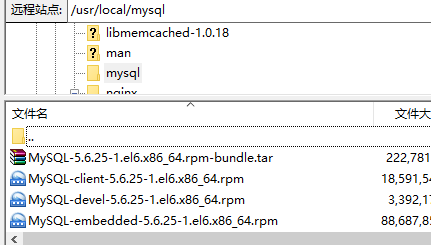 远程站点: /usr/local/mysql
libmemcached-1.0.18
man
mysql
nginx
文件名 文件大
..
MySQL-5.6.25-1.el6.x86_64.rpm-bundle.tar 222,781
MySQL-client-5.6.25-1.el6.x86_64.rpm 18,591,54
MySQL-devel-5.6.25-1.el6.x86_64.rpm 3,392,17
MySQL-embedded-5.6.25-1.el6.x86_64.rpm 88,687,85